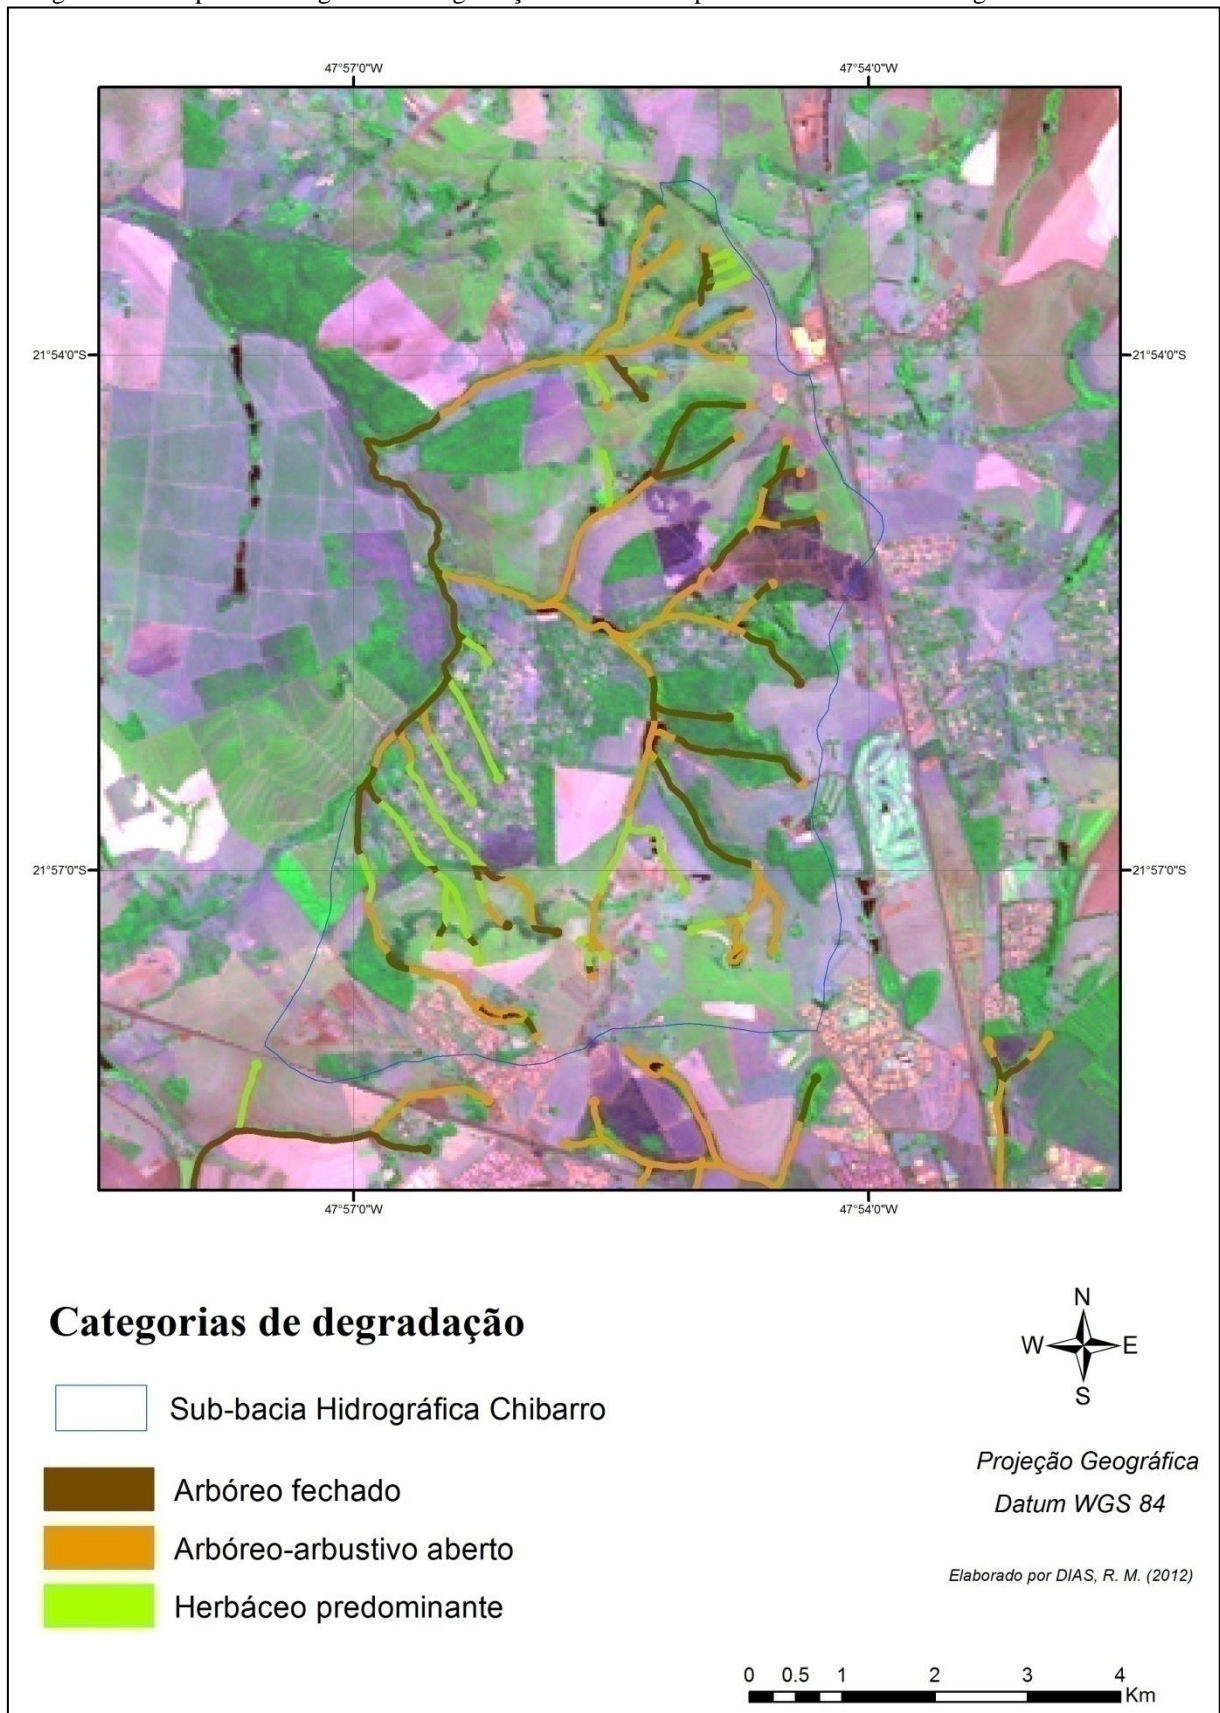 47°57'0"W 47°54'0"W
21°54'0"S 21°54'0"S
21°57'0"S 21°57'0"S
47°57'0"W 47°54'0"W
Categorias de degradação
Sub-bacia Hidrográfica Chibarro
Arbóreo fechado
Arbóreo-arbustivo aberto
Herbáceo predominante
N
W E
S
Projeção Geográfica
Datum WGS 84
Elaborado por DIAS, R. M. (2012)
0 0.5 1 2 3 4
Km